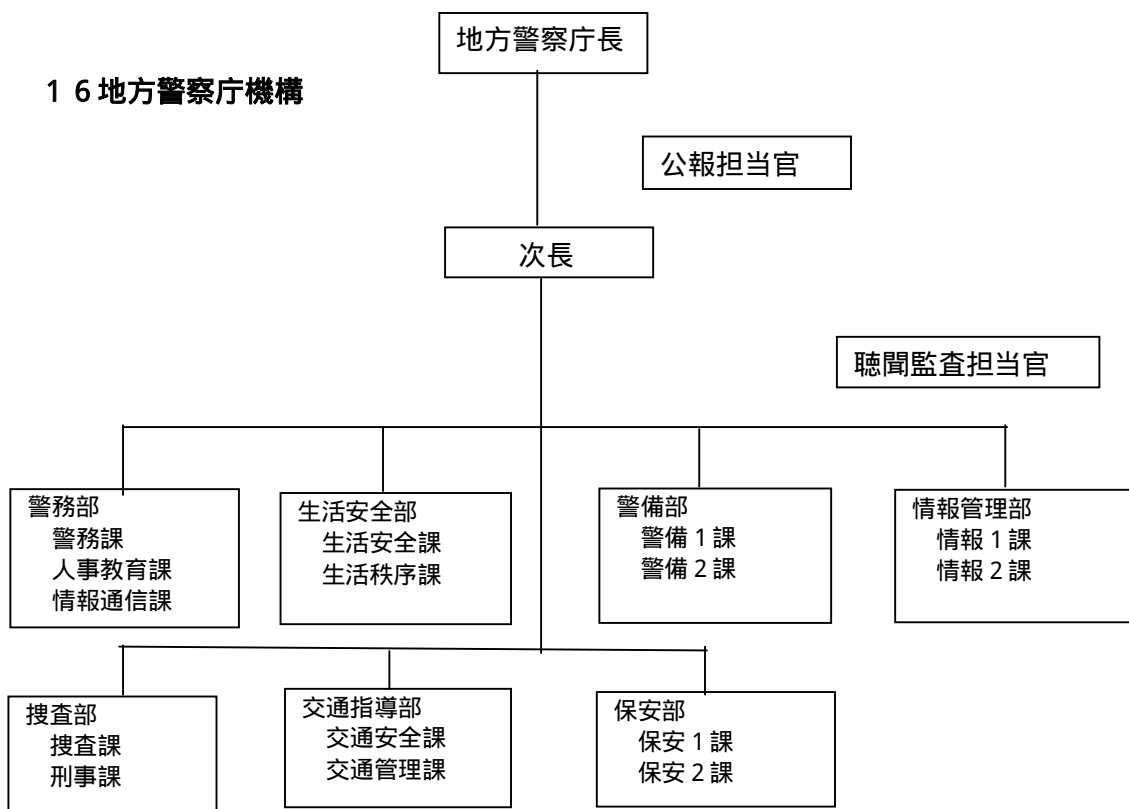 地方警察庁長
１６地方警察庁機構
公報担当官
次長
聴聞監査担当官
警務部
警務課
人事教育課
情報通信課
生活安全部
生活安全課
生活秩序課
警備部
警備１課
警備２課
情報管理部
情報１課
情報２課
捜査部
捜査課
刑事課
交通指導部
交通安全課
交通管理課
保安部
保安１課
保安２課